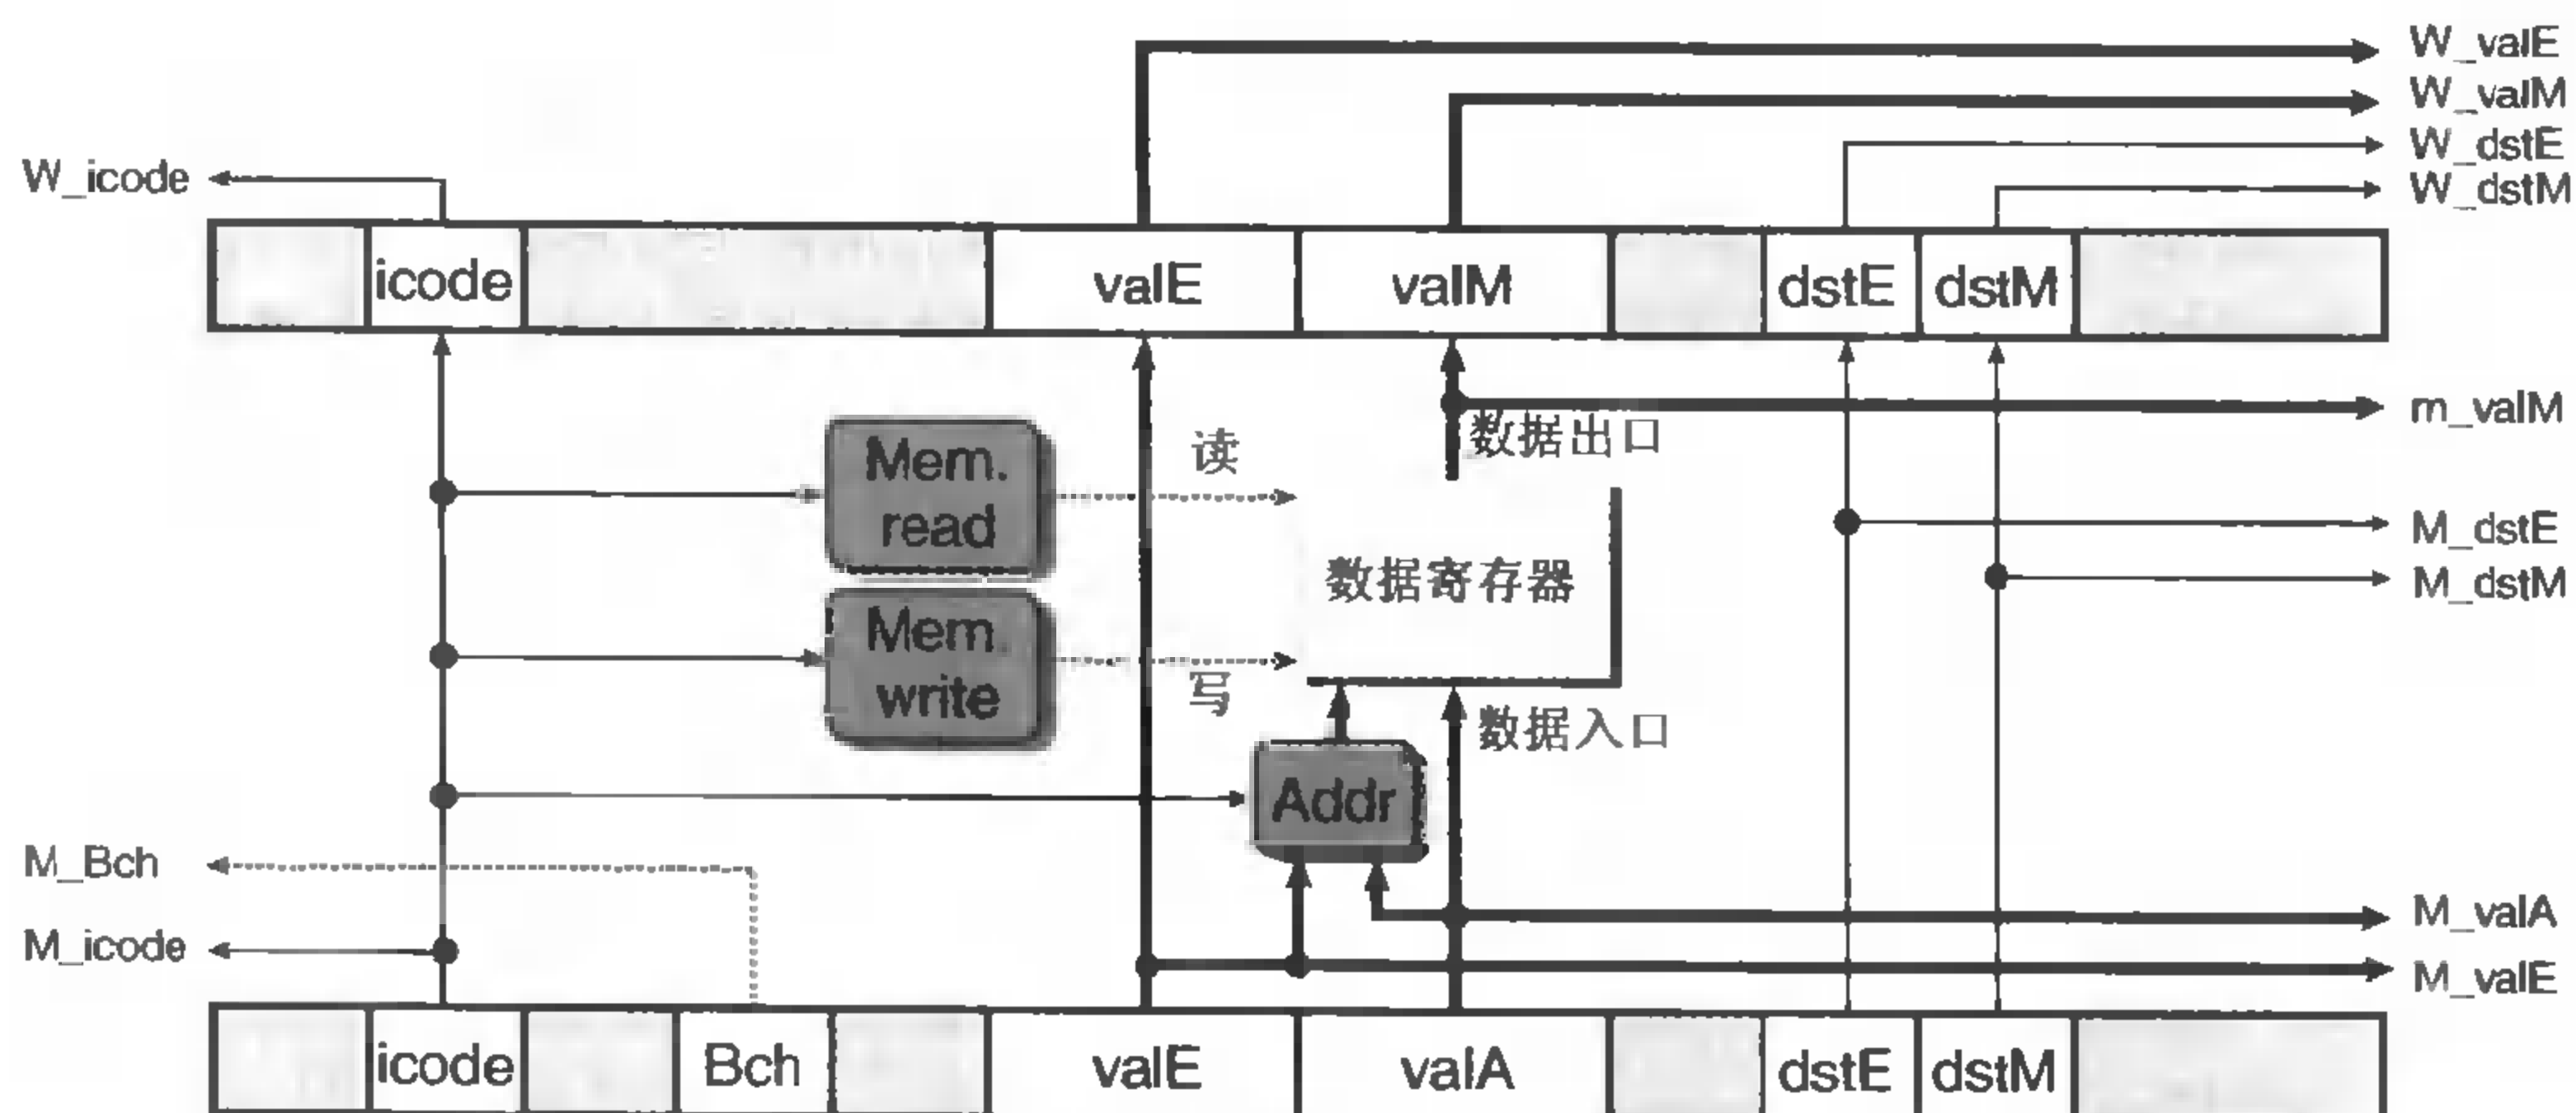 W_valE
W_valM
W_dstE
W_icode
W_dstM
icode valE valM dstE dstM
m_valM
数据出口
Mem.
read
读
M_dstE
数据寄存器
M_dstM
Mem.
write
写
数据入口
Addr
M_Bch
M_valA
M_icode
M_valE
icode Bch valE valA dstE dstM